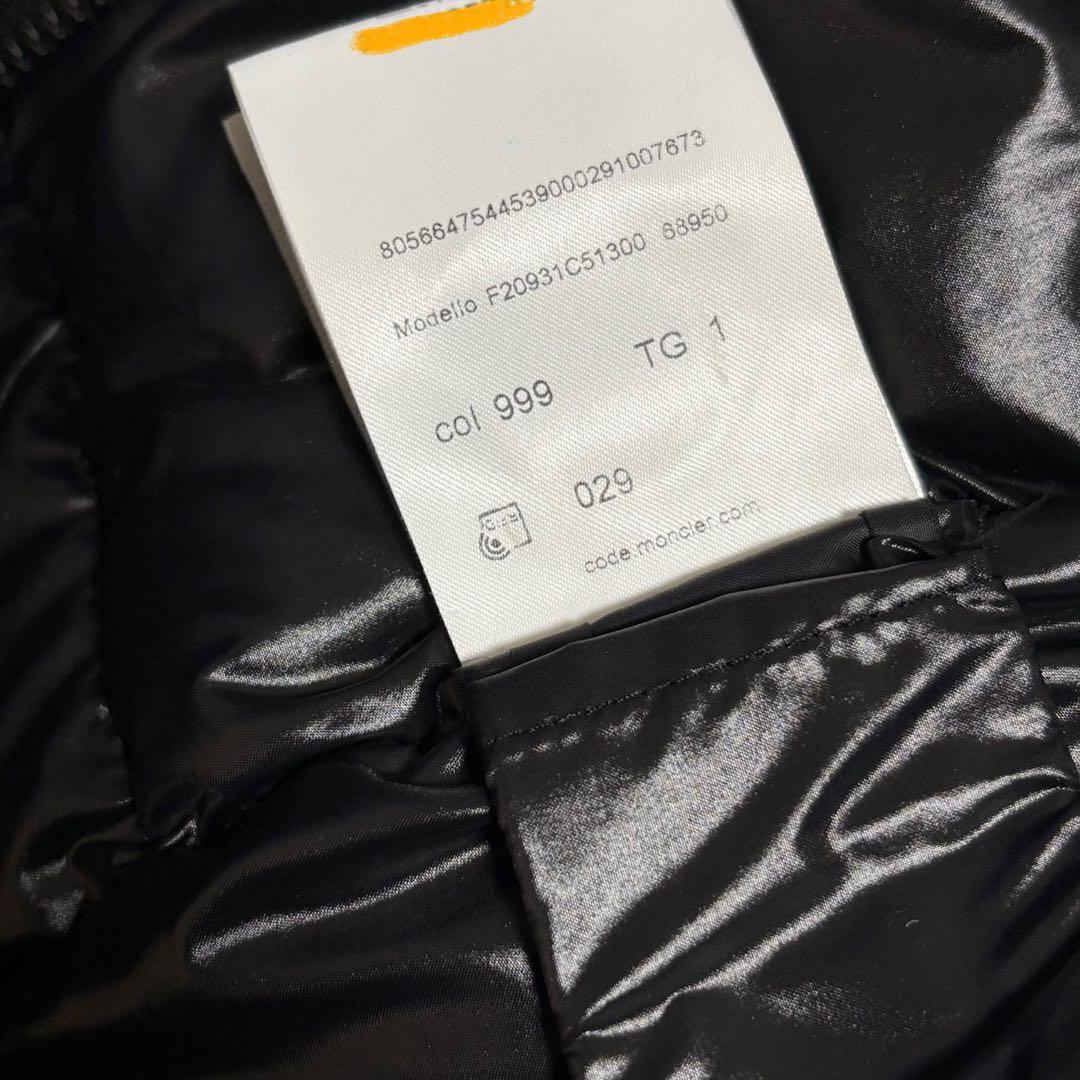 8056647544539000291007673
Modello F20931C51300 68950
col 999 TG 1
029
code.moncler.com